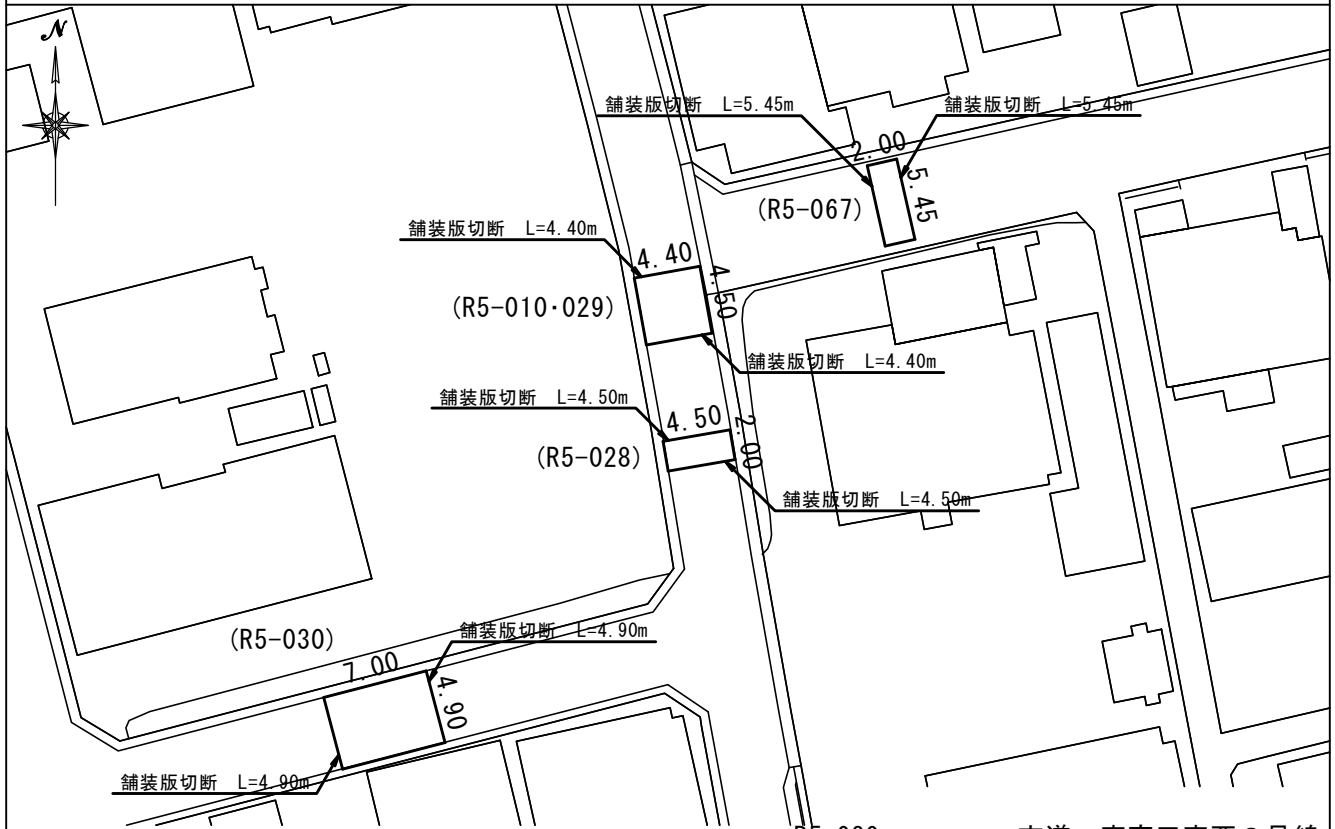 N
舗装版切断 L=5.45m
舗装版切断 L=5.45m
2.00
5.45
(R5-067)
舗装版切断 L=4.40m
4.40
4.50
(R5-010･029)
舗装版切断 L=4.40m
舗装版切断 L=4.50m
4.50
2.00
(R5-028)
舗装版切断 L=4.50m
(R5-030)
舗装版切断 L=4.90m
7.00
4.90
舗装版切断 L=4.90m